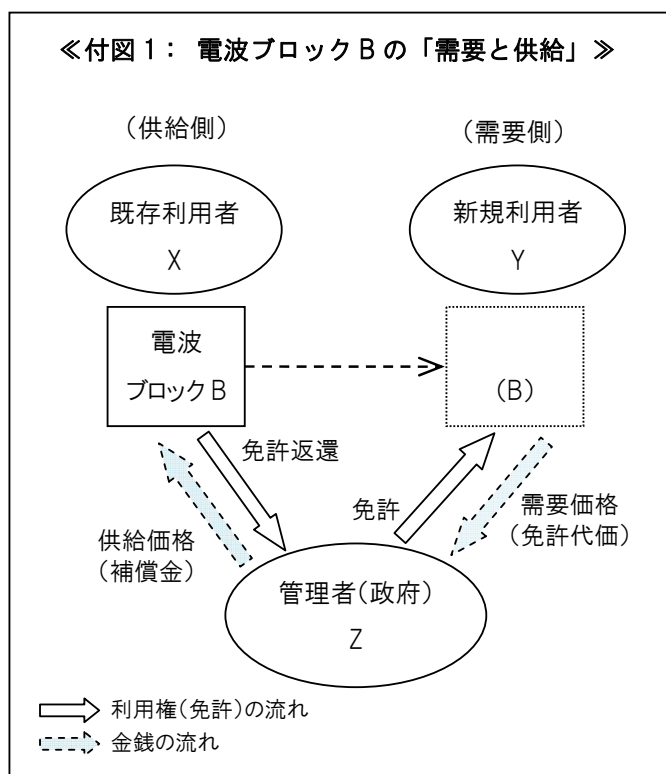 ≪付図1： 電波ブロックBの「需要と供給」≫
（供給側）
（需要側）
既存利用者
X
新規利用者
Y
電波
ブロックB
（B）
免許返還
免許
供給価格
（補償金）
需要価格
（免許代価）
管理者（政府）
Z
利用権（免許）の流れ
金銭の流れ